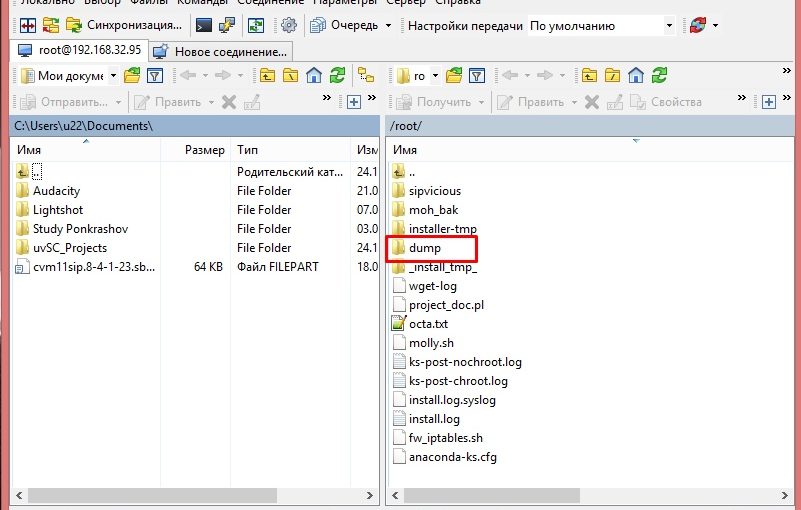 Локально Выбор Файлы Команды Соединение Параметры Сервер Справка
Синхронизация... Очередь Настройки передачи По умолчанию
root@192.168.32.95 Новое соединение...
Мои докуме ro
Отправить... Править » Получить Править Свойства »
C:\Users\u22\Documents\ /root/
Имя Размер Тип Изм Имя
.. Родительский кат... 24.1 ..
Audacity File Folder 21.0 sipvicious
Lightshot File Folder 07.0 moh_bak
Study Ponkrashov File Folder 03.0 installer-tmp
uvSC_Projects File Folder 24.1 dump
cvm11sip.8-4-1-23.sb... 64 KB Файл FILEPART 18.0 _install_tmp_
wget-log
project_doc.pl
octa.txt
molly.sh
ks-post-nochroot.log
ks-post-chroot.log
install.log.syslog
install.log
fw_iptables.sh
anaconda-ks.cfg